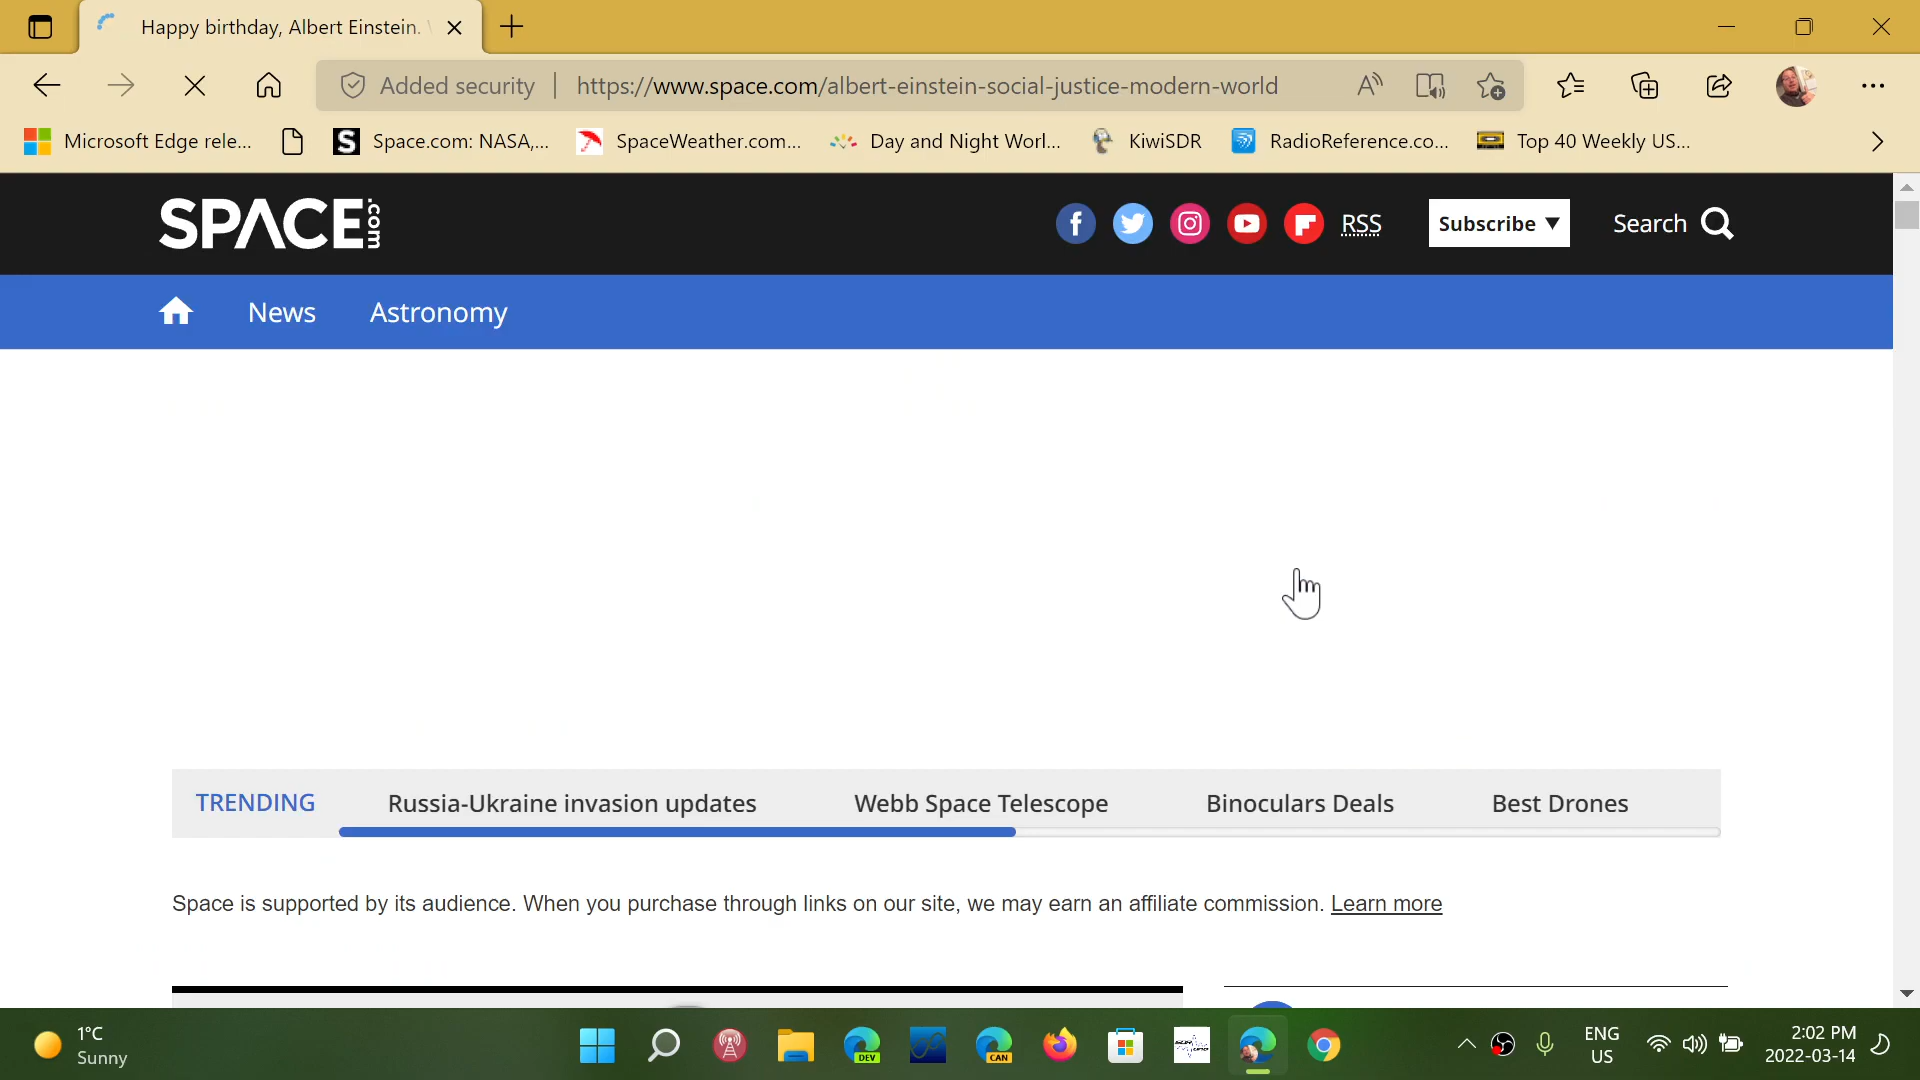 Happy birthday, Albert Einstein.
Added security
https://www.space.com/albert-einstein-social-justice-modern-world
Microsoft Edge rele...
Space.com: NASA,...
SpaceWeather.com...
Day and Night Worl...
KiwiSDR
RadioReference.co...
Top 40 Weekly US...
SPACE.com
RSS
Subscribe ▼
Search
News
Astronomy
TRENDING
Russia-Ukraine invasion updates
Webb Space Telescope
Binoculars Deals
Best Drones
Space is supported by its audience. When you purchase through links on our site, we may earn an affiliate commission. Learn more
1°C
Sunny
DEV
CAN
ENG
US
2:02 PM
2022-03-14